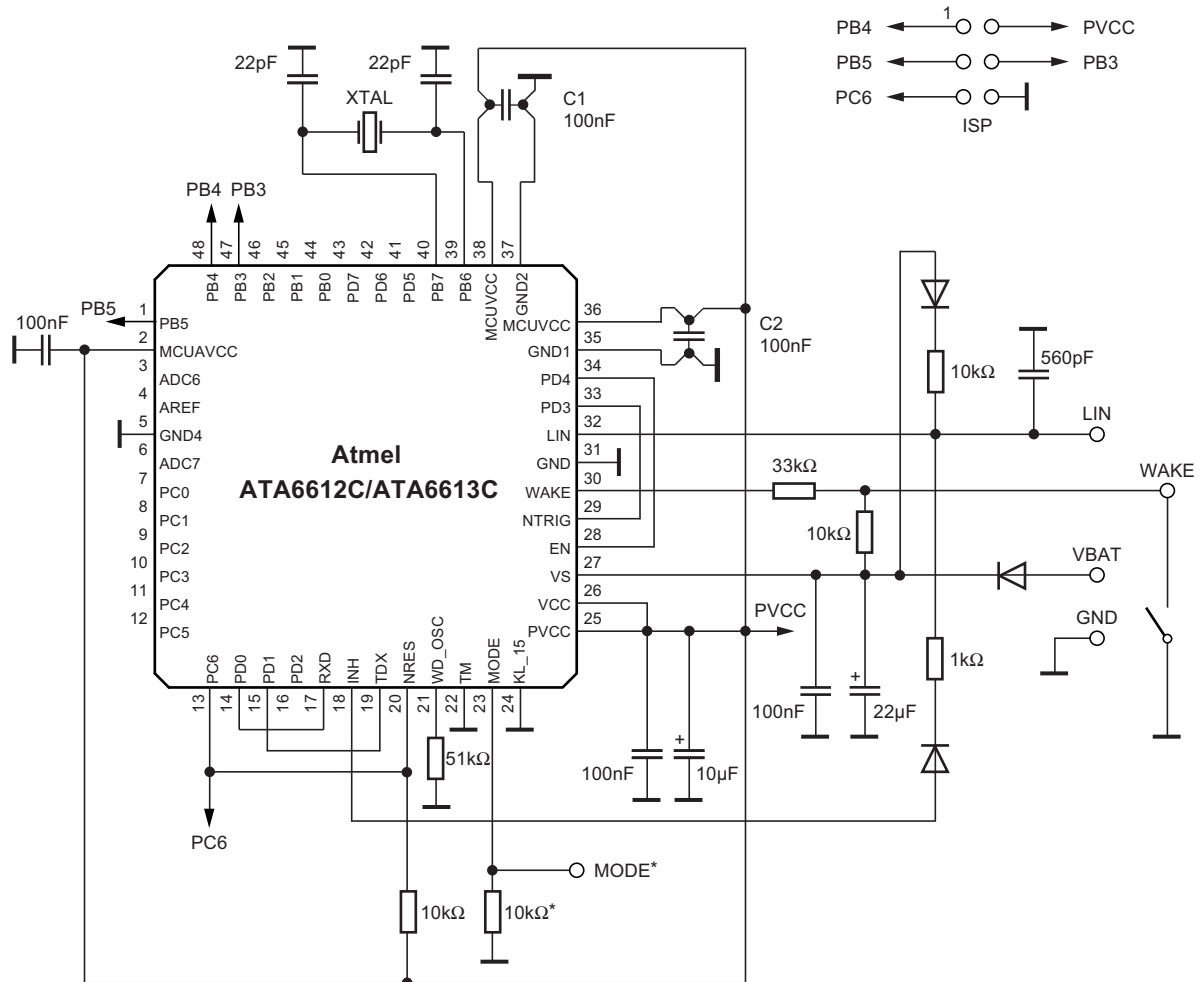 PB4 1 PVCC
PB5 PB3
PC6
ISP
22pF 22pF
XTAL
C1
100nF
PB4 PB3
48 47 46 45 44 43 42 41 40 39 38 37
PB4 PB3 PB2 PB1 PB0 PD7 PD6 PD5 PB7 PB6 MCUVCC GND2
PB5
100nF
1 PB5
2 MCUAVCC
3 ADC6
4 AREF
5 GND4
6 ADC7
7 PC0
8 PC1
9 PC2
10 PC3
11 PC4
12 PC5
Atmel
ATA6612C/ATA6613C
MCUVCC 36
GND1 35
PD4 34
PD3 33
LIN 32
GND 31
WAKE 30
NTRIG 29
EN 28
VS 27
VCC 26
PVCC 25
C2
100nF
10kΩ
560pF
LIN
33kΩ
WAKE
10kΩ
VBAT
PVCC
GND
1kΩ
100nF
+
22µF
PC6 PD0 PD1 PD2 RXD INH TDX NRES WD_OSC TM MODE KL_15
13 14 15 16 17 18 19 20 21 22 23 24
51kΩ
100nF
+
10µF
PC6
MODE*
10kΩ
10kΩ*